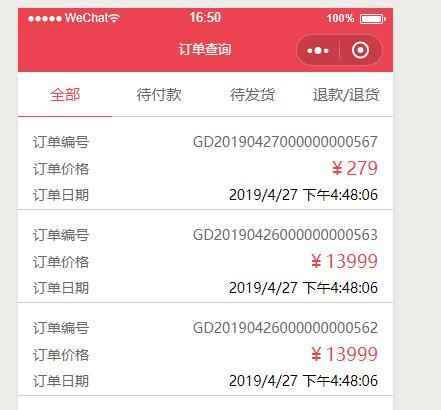 WeChat 16:50 100%
订单查询
全部 待付款 待发货 退款/退货
订单编号 GD20190427000000000567
订单价格 ￥279
订单日期 2019/4/27 下午4:48:06
订单编号 GD20190426000000000563
订单价格 ￥13999
订单日期 2019/4/27 下午4:48:06
订单编号 GD20190426000000000562
订单价格 ￥13999
订单日期 2019/4/27 下午4:48:06